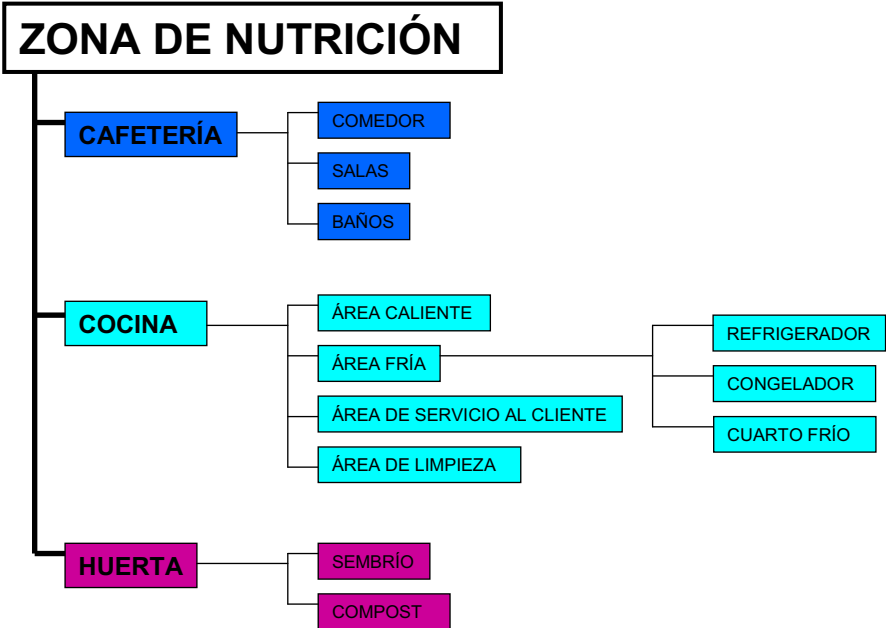 ZONA DE NUTRICIÓN
CAFETERÍA
COMEDOR
SALAS
BAÑOS
COCINA
ÁREA CALIENTE
ÁREA FRÍA
REFRIGERADOR
CONGELADOR
CUARTO FRÍO
ÁREA DE SERVICIO AL CLIENTE
ÁREA DE LIMPIEZA
HUERTA
SEMBRÍO
COMPOST